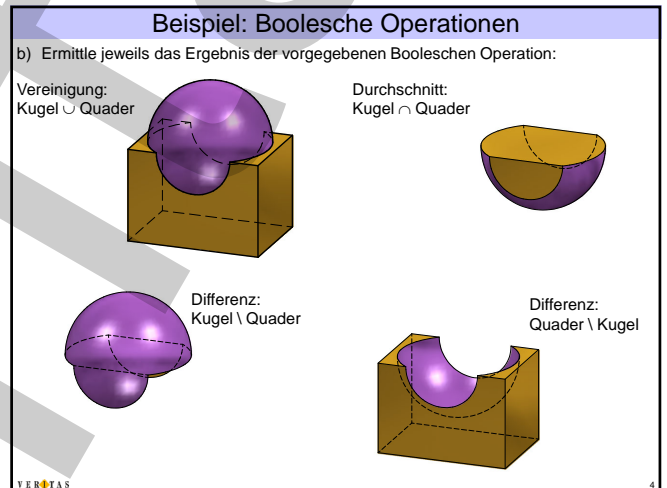 Beispiel: Boolesche Operationen
b) Ermittle jeweils das Ergebnis der vorgegebenen Booleschen Operation:
Vereinigung:
Kugel ∪ Quader
Durchschnitt:
Kugel ∩ Quader
Differenz:
Kugel \ Quader
Differenz:
Quader \ Kugel
VERITAS
4